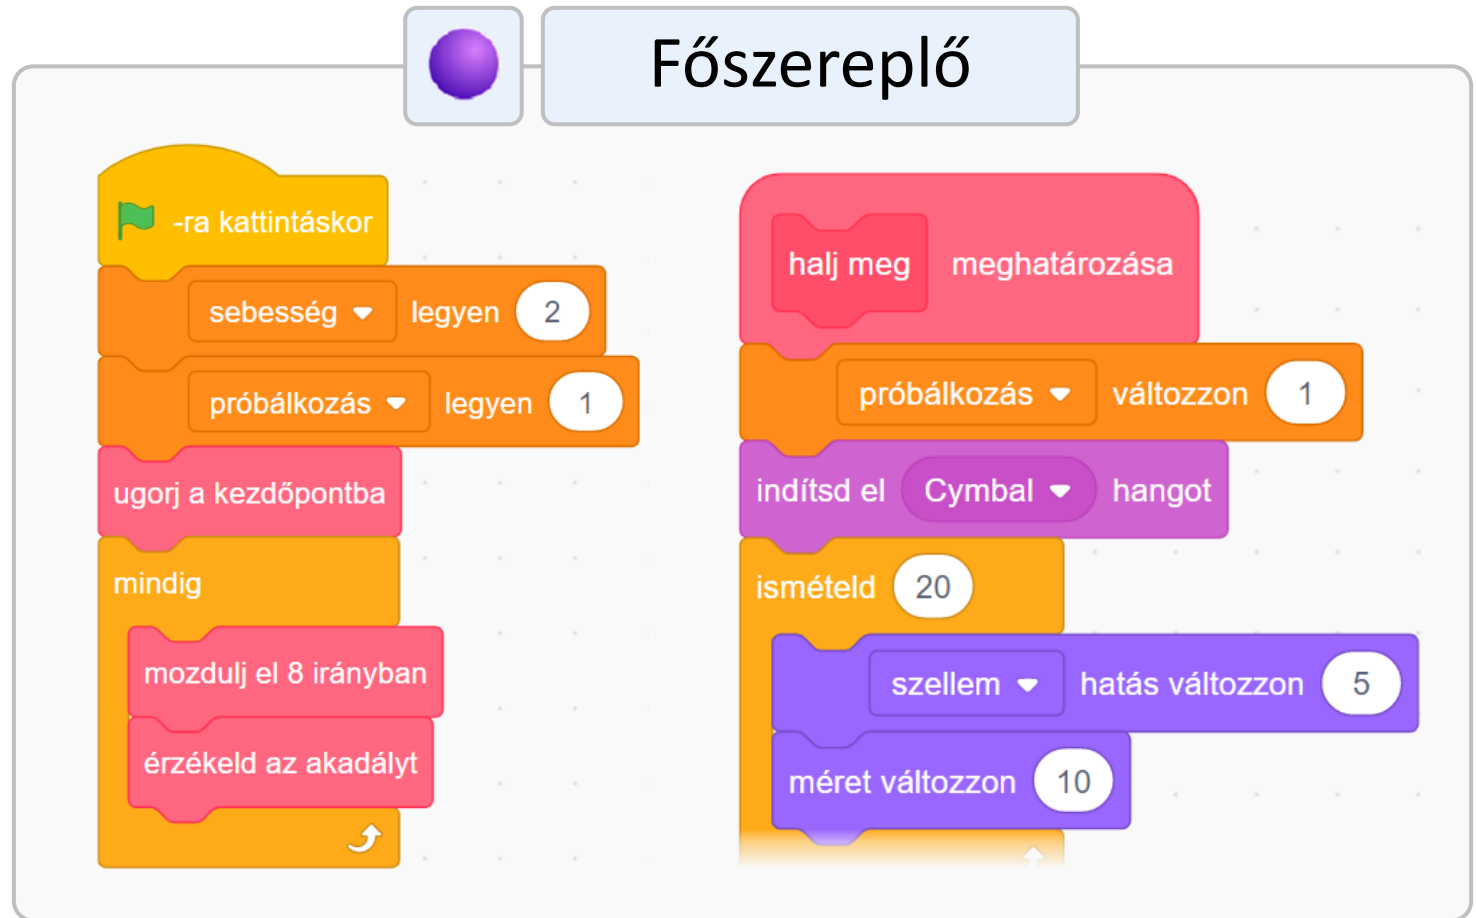 Főszereplő
-ra kattintáskor
sebesség legyen 2
próbálkozás legyen 1
ugorj a kezdőpontba
mindig
mozdulj el 8 irányban
érzékeld az akadályt
halj meg meghatározása
próbálkozás változzon 1
indítsd el Cymbal hangot
ismételd 20
szellem hatás változzon 5
méret változzon 10